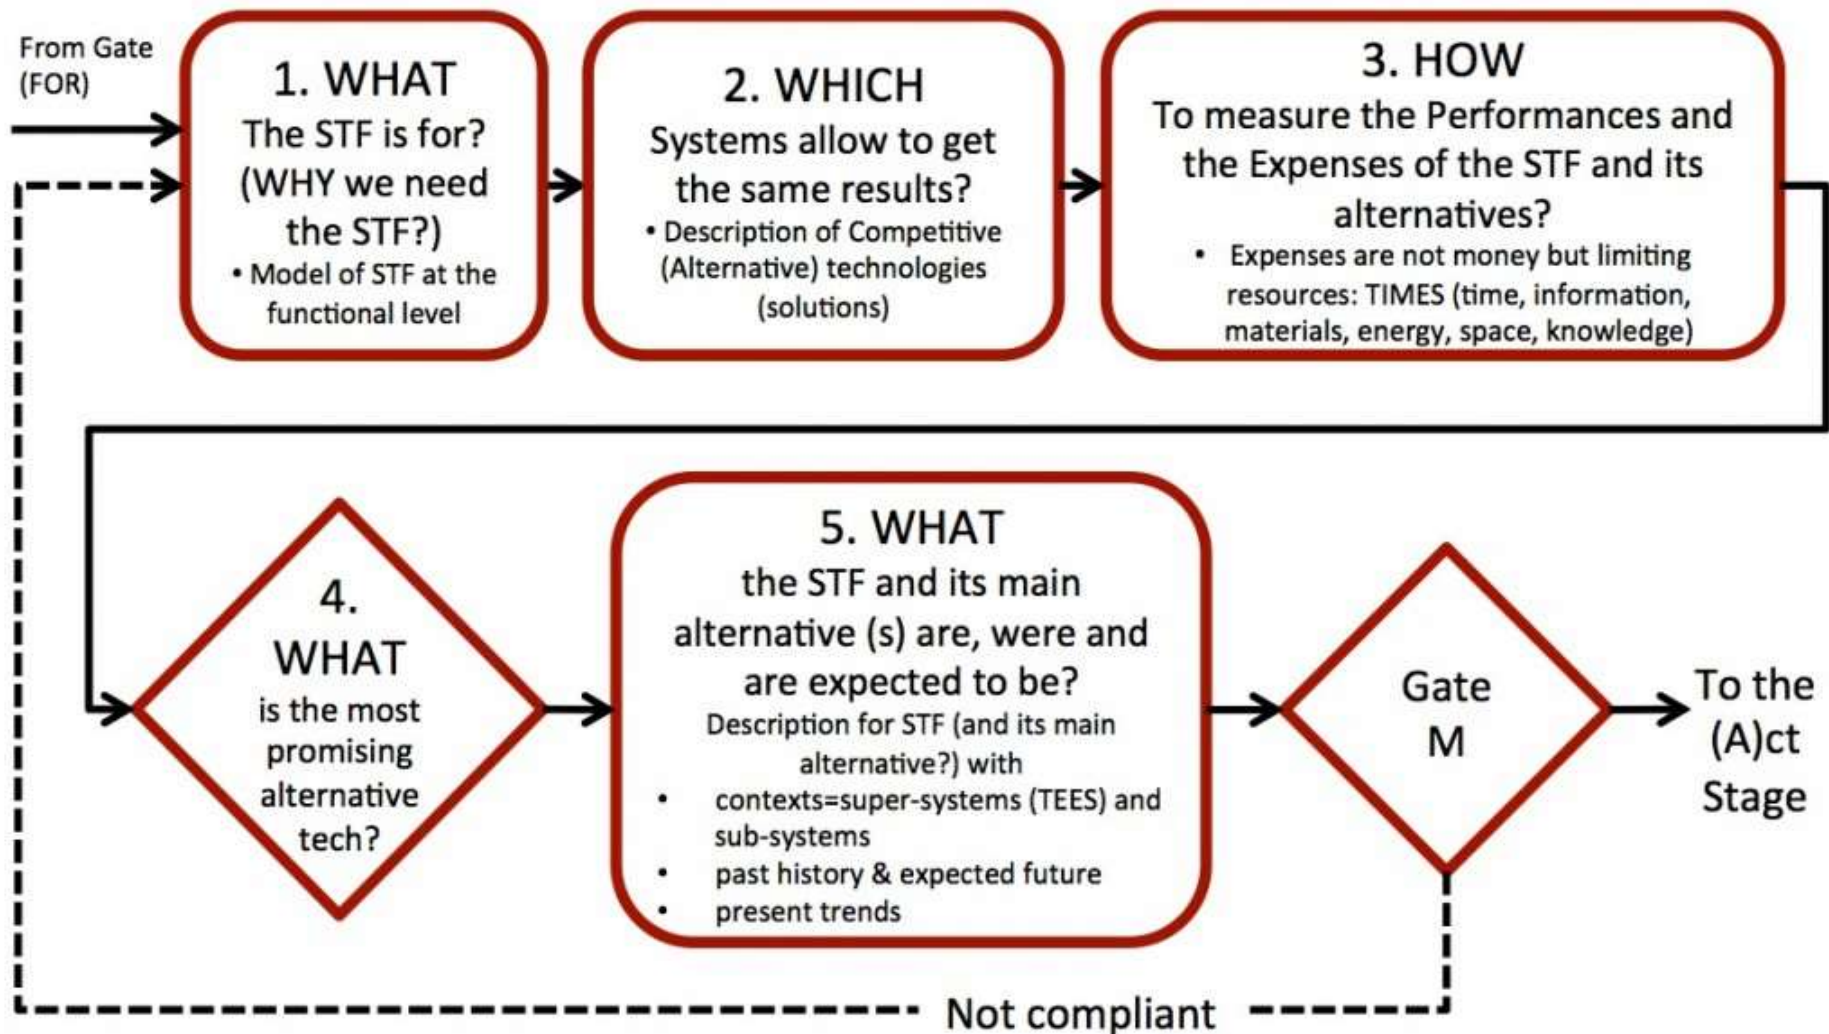 From Gate
(FOR)
1. WHAT
The STF is for?
(WHY we need
the STF?)
• Model of STF at the
functional level
2. WHICH
Systems allow to get
the same results?
• Description of Competitive
(Alternative) technologies
(solutions)
3. HOW
To measure the Performances and
the Expenses of the STF and its
alternatives?
• Expenses are not money but limiting
resources: TIMES (time, information,
materials, energy, space, knowledge)
4.
WHAT
is the most
promising
alternative
tech?
5. WHAT
the STF and its main
alternative (s) are, were and
are expected to be?
Description for STF (and its main
alternative?) with
• contexts=super-systems (TEES) and
sub-systems
• past history & expected future
• present trends
Gate
M
To the
(A)ct
Stage
Not compliant